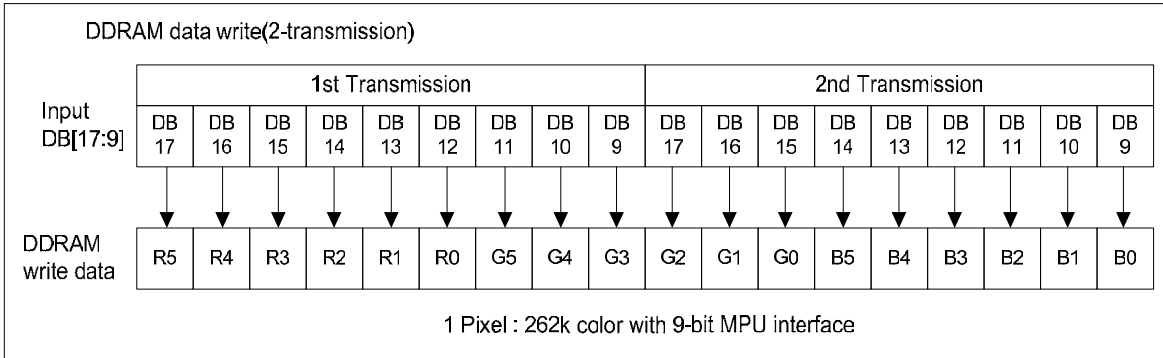 DDRAM data write(2-transmission)
1st Transmission 2nd Transmission
Input
DB[17:9]
DB DB DB DB DB DB DB DB DB DB DB DB DB DB DB DB DB DB
17 16 15 14 13 12 11 10 9 17 16 15 14 13 12 11 10 9
DDRAM
write data
R5 R4 R3 R2 R1 R0 G5 G4 G3 G2 G1 G0 B5 B4 B3 B2 B1 B0
1 Pixel : 262k color with 9-bit MPU interface